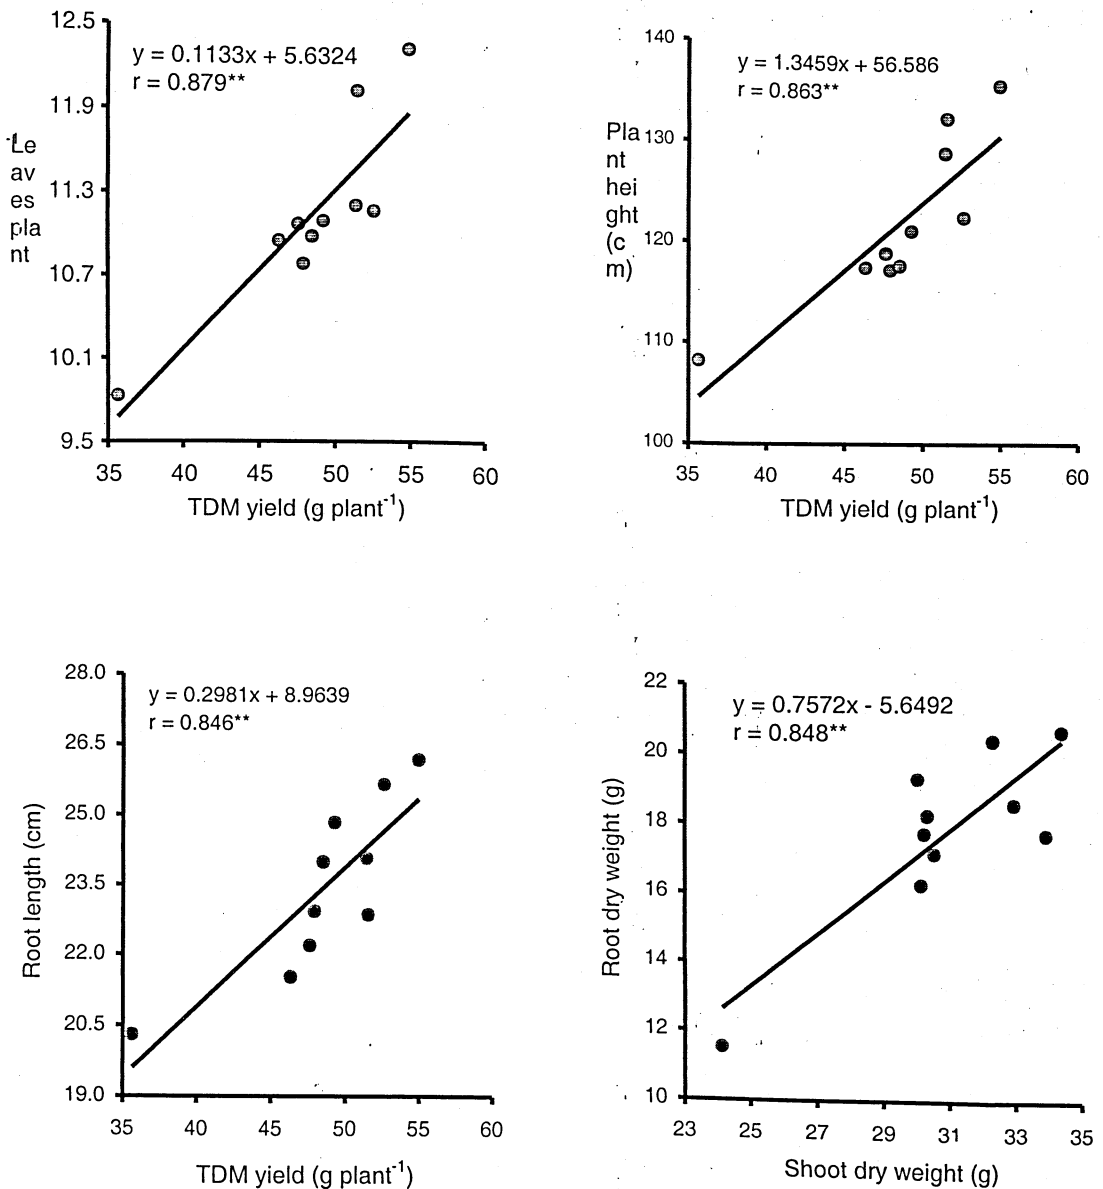 12.5
11.9
11.3
10.7
10.1
9.5
y = 0.1133x + 5.6324
r = 0.879**
-1
Le
av
es
pla
nt
35 40 45 50 55 60
TDM yield (g plant-1)
140
130
120
110
100
y = 1.3459x + 56.586
r = 0.863**
Pla
nt
hei
ght
(c
m)
35 40 45 50 55 60
TDM yield (g plant-1)
28.0
26.5
25.0
23.5
22.0
20.5
19.0
y = 0.2981x + 8.9639
r = 0.846**
Root length (cm)
35 40 45 50 55 60
TDM yield (g plant-1)
22
20
18
16
14
12
10
y = 0.7572x - 5.6492
r = 0.848**
Root dry weight (g)
23 25 27 29 31 33 35
Shoot dry weight (g)